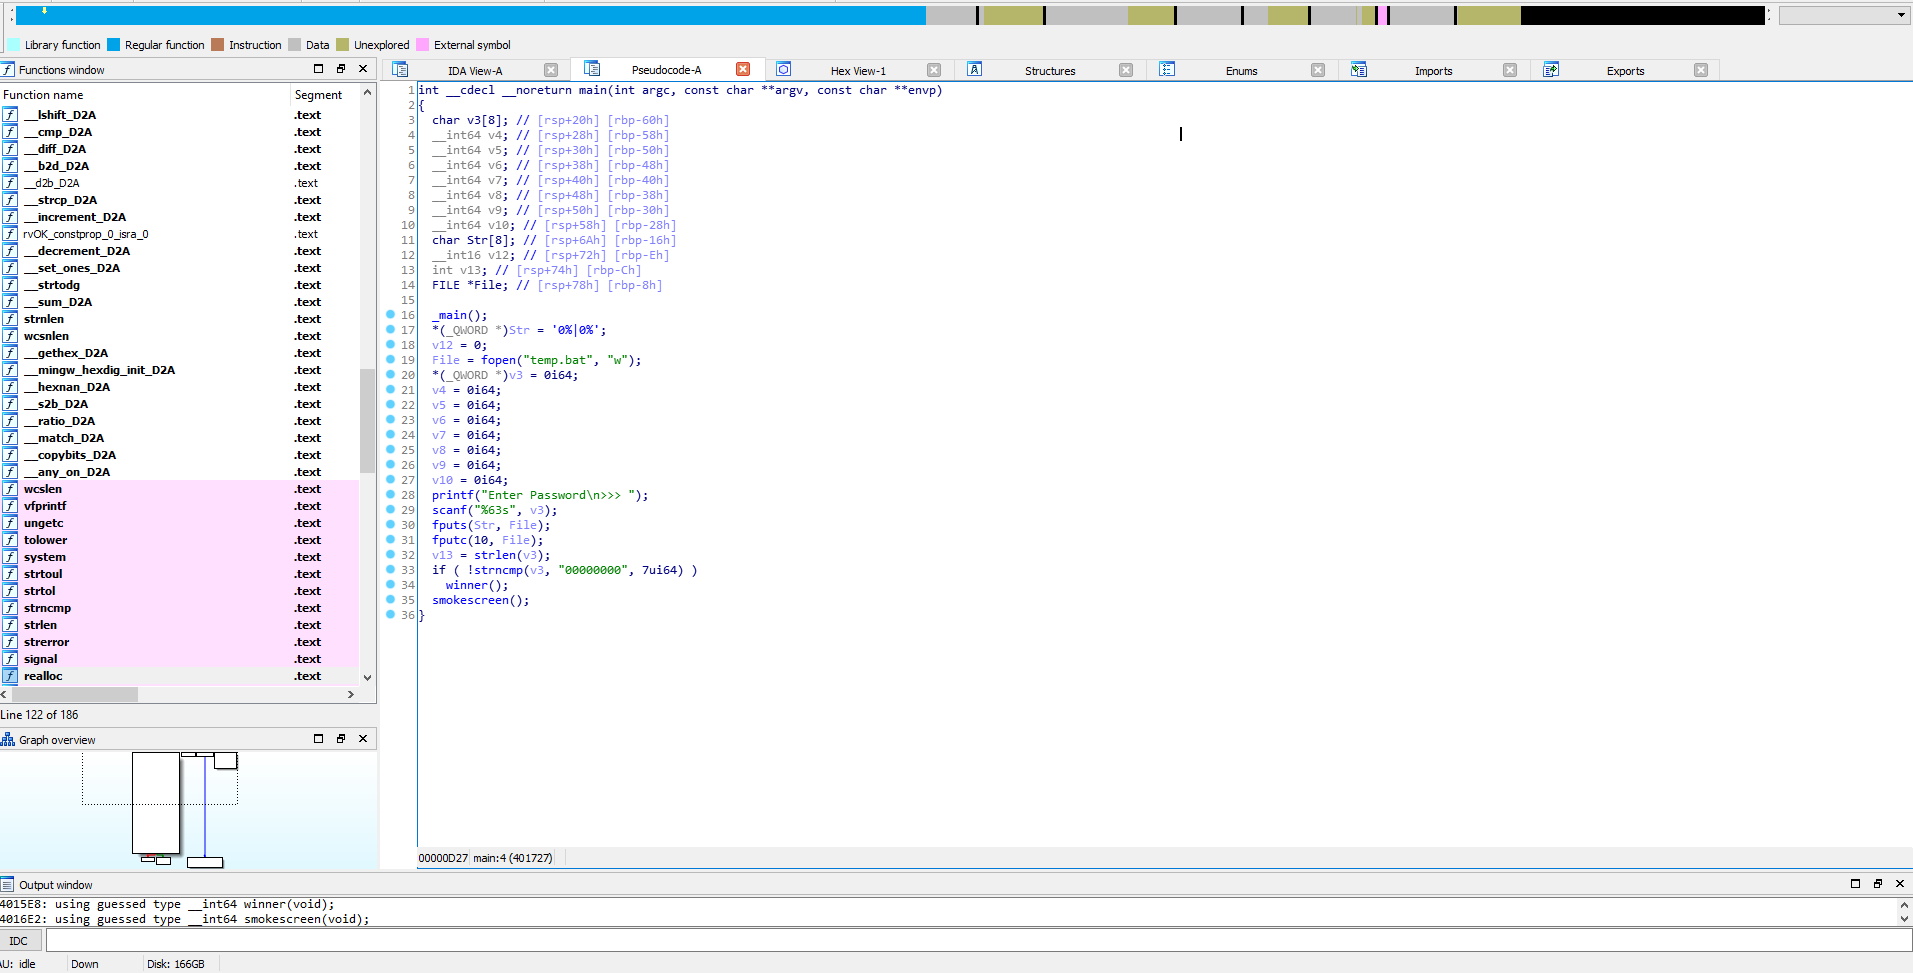 Library function Regular function Instruction Data Unexplored External symbol
Functions window
Function name Segment
__lshift_D2A .text
__cmp_D2A .text
__diff_D2A .text
__b2d_D2A .text
__d2b_D2A .text
__strcp_D2A .text
__increment_D2A .text
rvOK_constprop_0_isra_0 .text
__decrement_D2A .text
__set_ones_D2A .text
__strtodg .text
__sum_D2A .text
strnlen .text
wcsnlen .text
__gethex_D2A .text
__mingw_hexdig_init_D2A .text
__hexnan_D2A .text
__s2b_D2A .text
__ratio_D2A .text
__match_D2A .text
__copybits_D2A .text
__any_on_D2A .text
wcslen .text
vfprintf .text
ungetc .text
tolower .text
system .text
strtoul .text
strtol .text
strncmp .text
strlen .text
strerror .text
signal .text
realloc .text
Line 122 of 186
Graph overview
IDA View-A Pseudocode-A Hex View-1 Structures Enums Imports Exports
1 int __cdecl __noreturn main(int argc, const char **argv, const char **envp)
2 {
3 char v3[8]; // [rsp+20h] [rbp-60h]
4 __int64 v4; // [rsp+28h] [rbp-58h]
5 __int64 v5; // [rsp+30h] [rbp-50h]
6 __int64 v6; // [rsp+38h] [rbp-48h]
7 __int64 v7; // [rsp+40h] [rbp-40h]
8 __int64 v8; // [rsp+48h] [rbp-38h]
9 __int64 v9; // [rsp+50h] [rbp-30h]
10 __int64 v10; // [rsp+58h] [rbp-28h]
11 char Str[8]; // [rsp+6Ah] [rbp-16h]
12 __int16 v12; // [rsp+72h] [rbp-Eh]
13 int v13; // [rsp+74h] [rbp-Ch]
14 FILE *File; // [rsp+78h] [rbp-8h]
15
16 _main();
17 *(_QWORD *)Str = '0%|0%';
18 v12 = 0;
19 File = fopen("temp.bat", "w");
20 *(_QWORD *)v3 = 0i64;
21 v4 = 0i64;
22 v5 = 0i64;
23 v6 = 0i64;
24 v7 = 0i64;
25 v8 = 0i64;
26 v9 = 0i64;
27 v10 = 0i64;
28 printf("Enter Password\n>>> ");
29 scanf("%63s", v3);
30 fputs(Str, File);
31 fputc(10, File);
32 v13 = strlen(v3);
33 if ( !strncmp(v3, "00000000", 7ui64) )
34 winner();
35 smokescreen();
36 }
00000D27 main:4 (401727)
Output window
4015E8: using guessed type __int64 winner(void);
4016E2: using guessed type __int64 smokescreen(void);
IDC
AU: idle Down Disk: 166GB